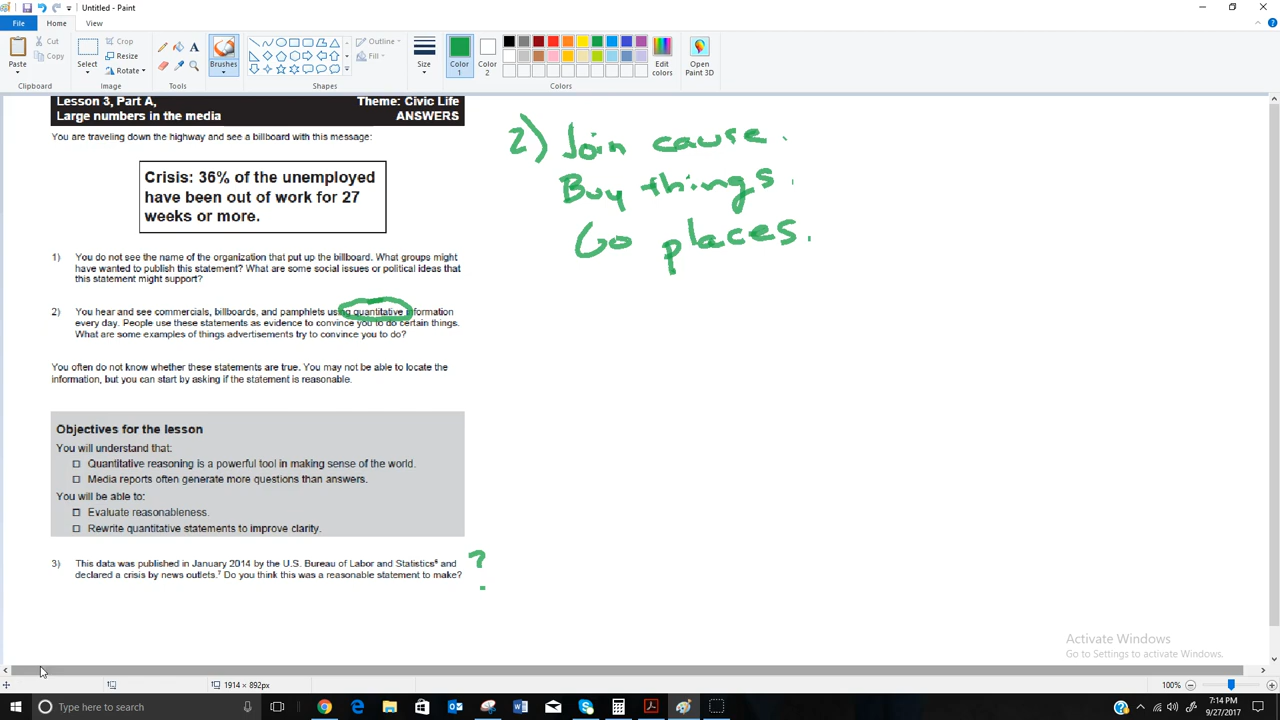 Untitled - Paint
File
Home
View
Paste
Cut
Copy
Clipboard
Select
Crop
Resize
Rotate
Image
Tools
Brushes
Outline
Fill
Shapes
Size
Color 1
Color 2
Edit colors
Open Paint 3D
Colors
Lesson 3, Part A, Theme: Civic Life
Large numbers in the media ANSWERS
You are traveling down the highway and see a billboard with this message:
Crisis: 36% of the unemployed
have been out of work for 27
weeks or more.
1) You do not see the name of the organization that put up the billboard. What groups might
have wanted to publish this statement? What are some social issues or political ideas that
this statement might support?
2) You hear and see commercials, billboards, and pamphlets using quantitative information
every day. People use these statements as evidence to convince you to do certain things.
What are some examples of things advertisements try to convince you to do?
You often do not know whether these statements are true. You may not be able to locate the
information, but you can start by asking if the statement is reasonable.
Objectives for the lesson
You will understand that:
Quantitative reasoning is a powerful tool in making sense of the world.
Media reports often generate more questions than answers.
You will be able to:
Evaluate reasonableness.
Rewrite quantitative statements to improve clarity.
3) This data was published in January 2014 by the U.S. Bureau of Labor and Statistics⁶ and
declared a crisis by news outlets.⁷ Do you think this was a reasonable statement to make?
?
2) Join cause.
Buy things.
Go places.
Activate Windows
Go to Settings to activate Windows.
1914 × 892px
100%
Type here to search
7:14 PM
9/27/2017